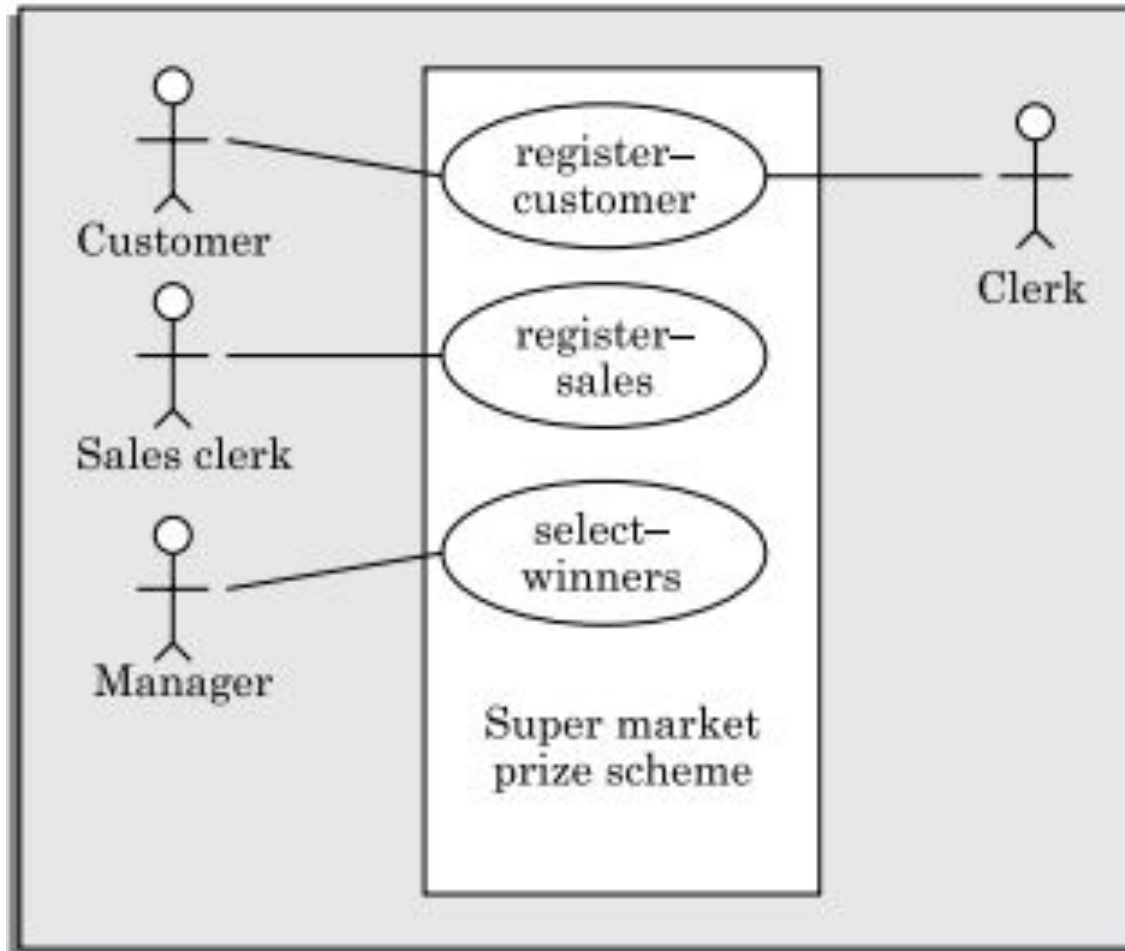 register–
customer
Customer
Clerk
register–
sales
Sales clerk
select–
winners
Manager
Super market
prize scheme